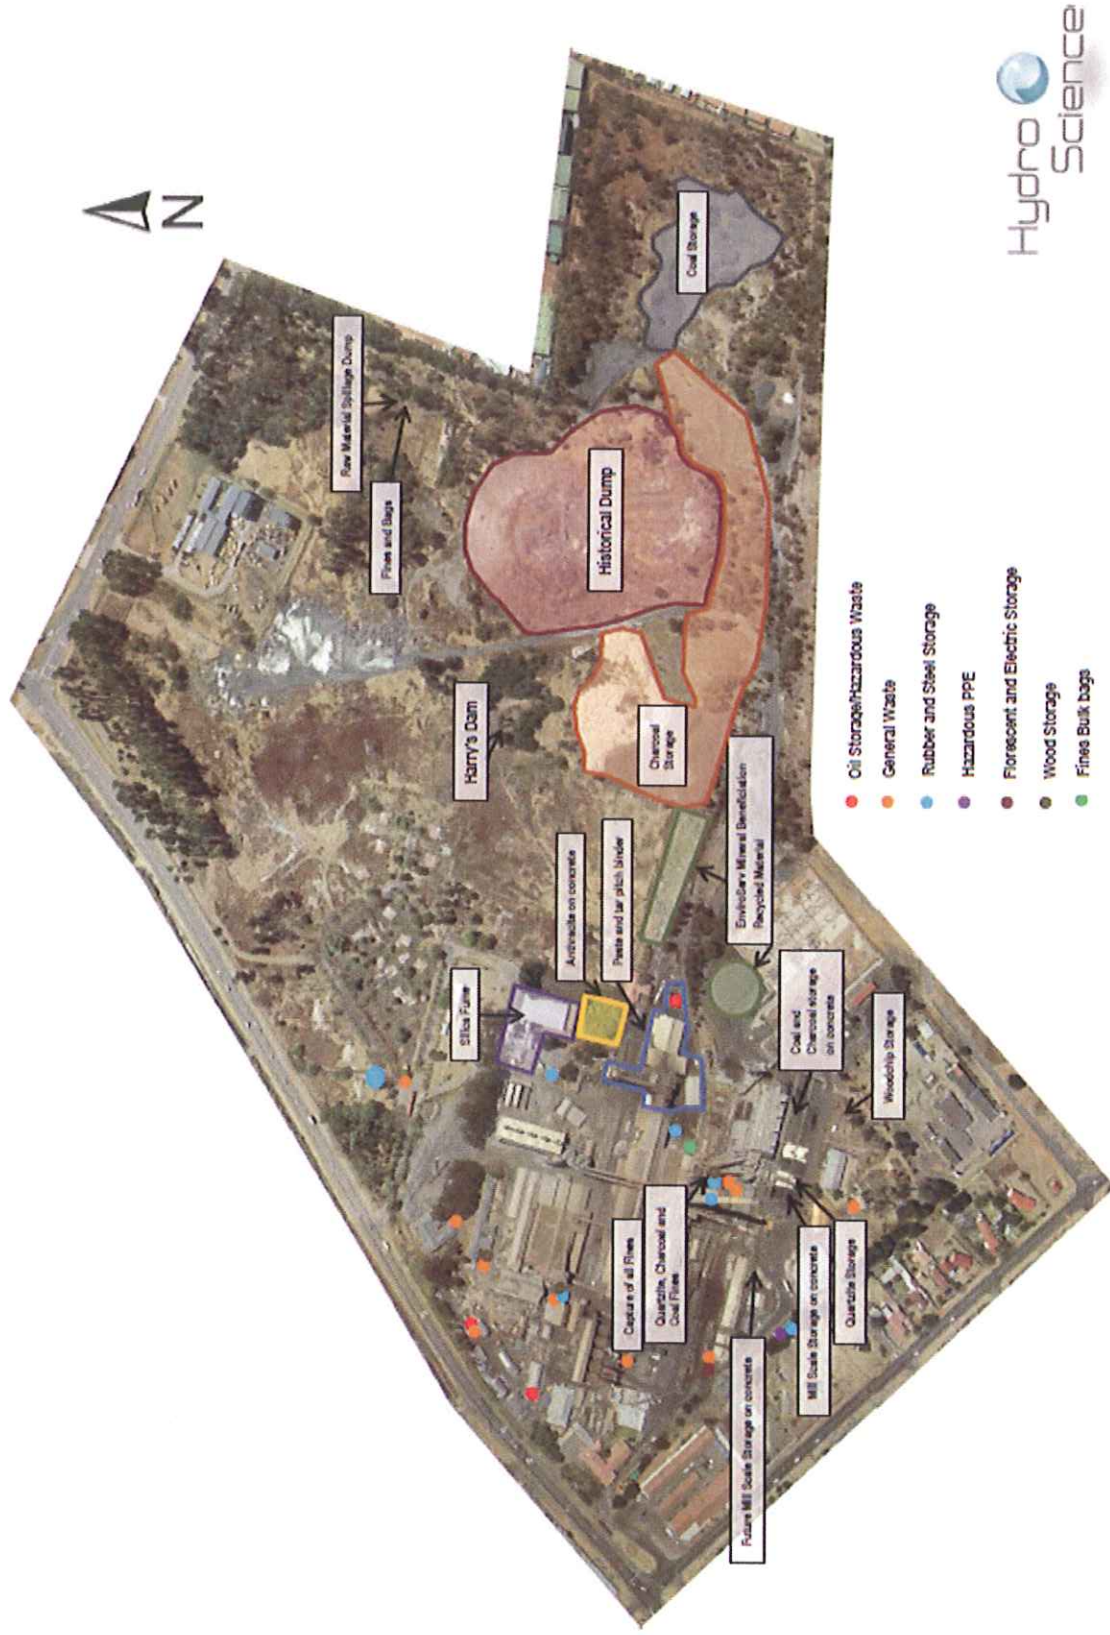 N
Raw Material Spillage Dump
Fines and Bags
Coal Storage
Historical Dump
Harry's Dam
Charcoal
Storage
Silica Fume
Antracite on concrete
Paste and tar pitch binder
EnviroServ Mineral Beneficiation
Recycled Material
Coal and
Charcoal storage
on concrete
Woodchip Storage
Capture of all Fines
Quartzite, Charcoal and
Coal Fines
Future Mill Scale Storage on concrete
Mill Scale Storage on concrete
Quartzite Storage
Oil Storage/Hazardous Waste
General Waste
Rubber and Steel Storage
Hazardous PPE
Florescent and Electric Storage
Wood Storage
Fines Bulk bags
Hydro
Science